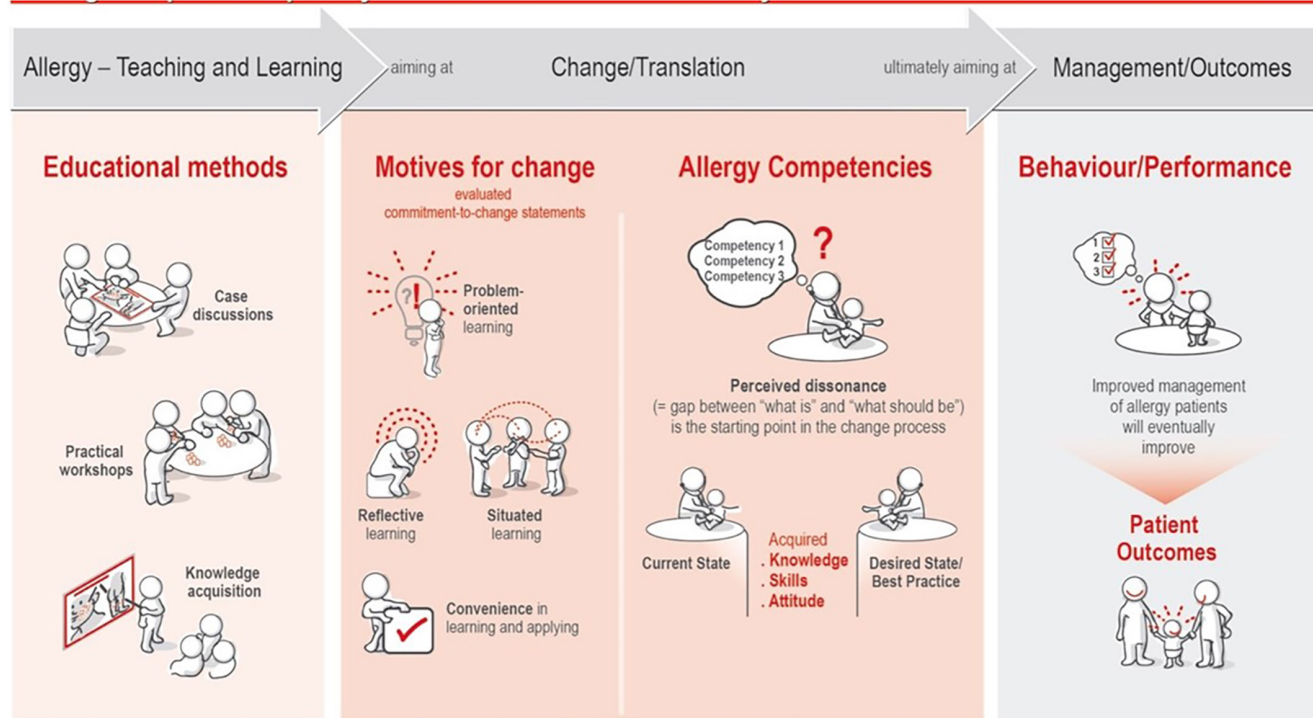 Allergy – Teaching and Learning
aiming at
Change/Translation
ultimately aiming at
Management/Outcomes
Educational methods
Case
discussions
Practical
workshops
Knowledge
acquisition
Motives for change
evaluated
commitment-to-change statements
?!
Problem-
oriented
learning
Reflective
learning
Situated
learning
Convenience in
learning and applying
Allergy Competencies
Competency 1
Competency 2
Competency 3
?
Perceived dissonance
(= gap between “what is” and “what should be”)
is the starting point in the change process
Current State
Acquired
. Knowledge
. Skills
. Attitude
Desired State/
Best Practice
Behaviour/Performance
1
2
3
Improved management
of allergy patients
will eventually
improve
Patient
Outcomes